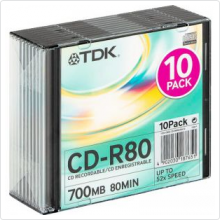 TDK
10
PACK
10Pack
CD-R80
CD RECORDABLE/CD ENREGISTRABLE
700MB 80MIN
UP TO
52x SPEED